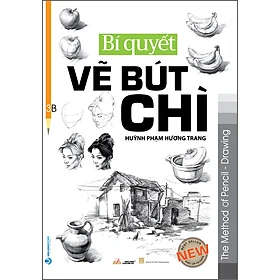 Bí quyết
VẼ BÚT
CHÌ
HUỲNH PHẠM HƯƠNG TRANG
B
The Method of Pencil - Drawing
NEW